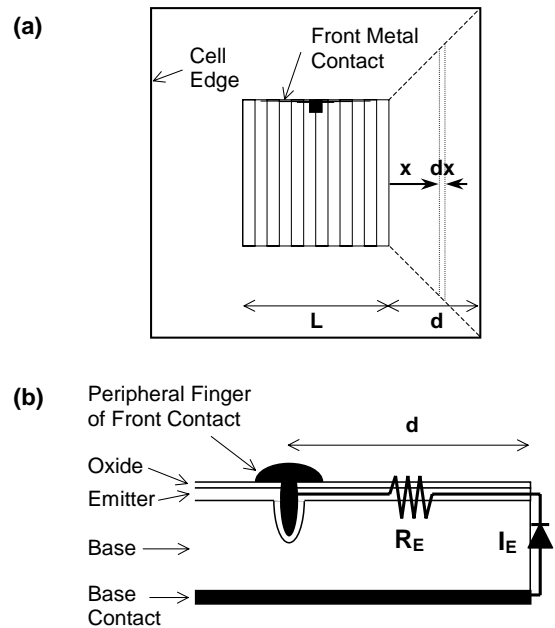 (a)
Front Metal
Contact
Cell
Edge
x
dx
L
d
(b)
Peripheral Finger
of Front Contact
d
Oxide
Emitter
Base
Base
Contact
RE
IE